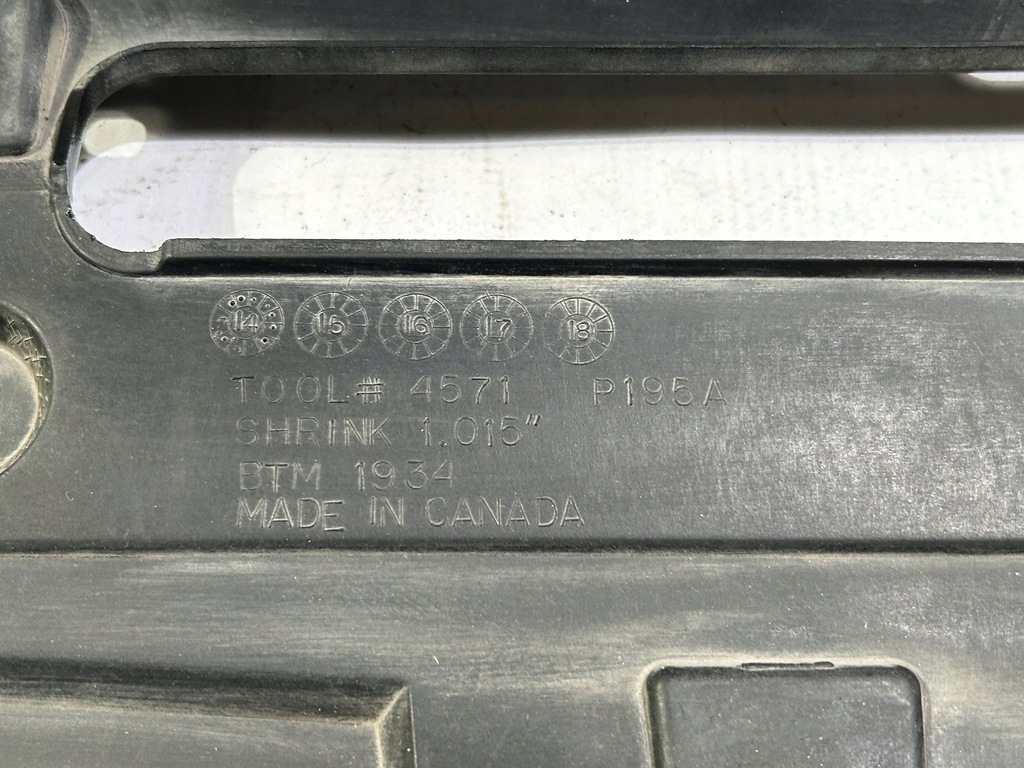 14 15 16 17 18
TOOL# 4571 P195A
SHRINK 1.015"
BTM 1934
MADE IN CANADA